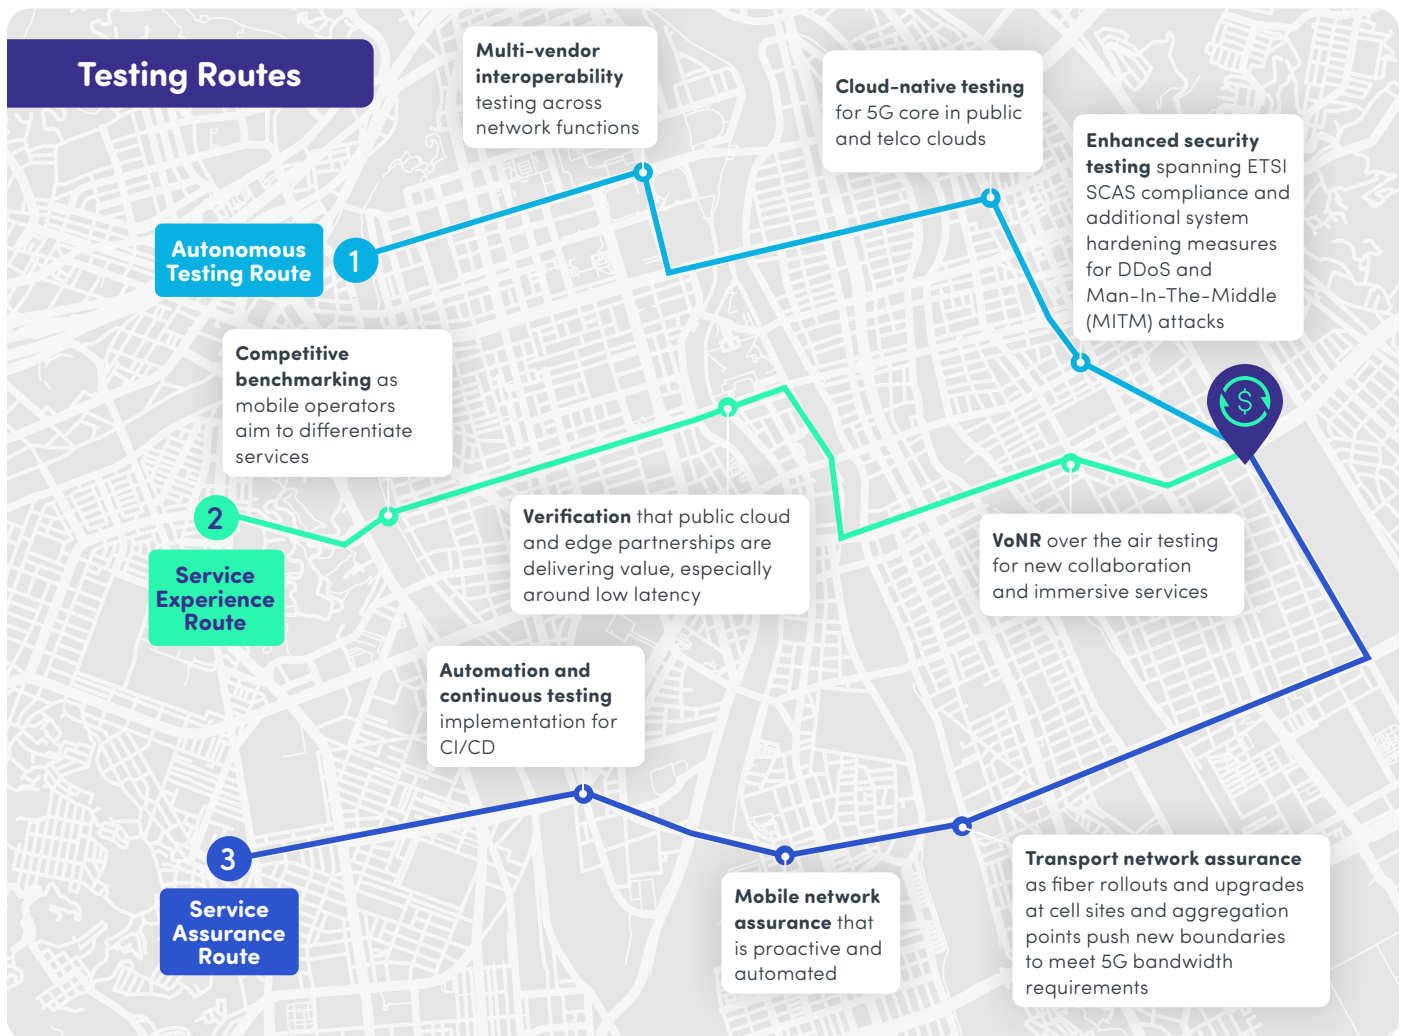 Testing Routes
Multi-vendor
interoperability
testing across
network functions
Cloud-native testing
for 5G core in public
and telco clouds
Enhanced security
testing spanning ETSI
SCAS compliance and
additional system
hardening measures
for DDoS and
Man-In-The-Middle
(MITM) attacks
Autonomous
Testing Route
1
Competitive
benchmarking as
mobile operators
aim to differentiate
services
$
2
Service
Experience
Route
Verification that public cloud
and edge partnerships are
delivering value, especially
around low latency
VoNR over the air testing
for new collaboration
and immersive services
Automation and
continuous testing
implementation for
CI/CD
3
Service
Assurance
Route
Mobile network
assurance that
is proactive and
automated
Transport network assurance
as fiber rollouts and upgrades
at cell sites and aggregation
points push new boundaries
to meet 5G bandwidth
requirements